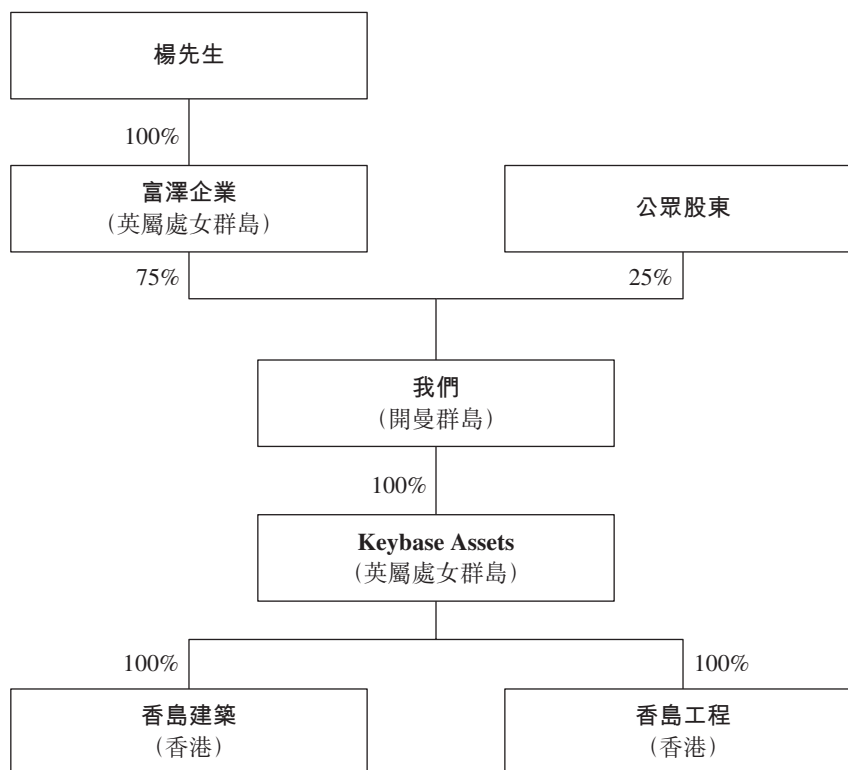 楊先生
100%
富澤企業
（英屬處女群島）
公眾股東
75%
25%
我們
（開曼群島）
100%
Keybase Assets
（英屬處女群島）
100%
100%
香島建築
（香港）
香島工程
（香港）